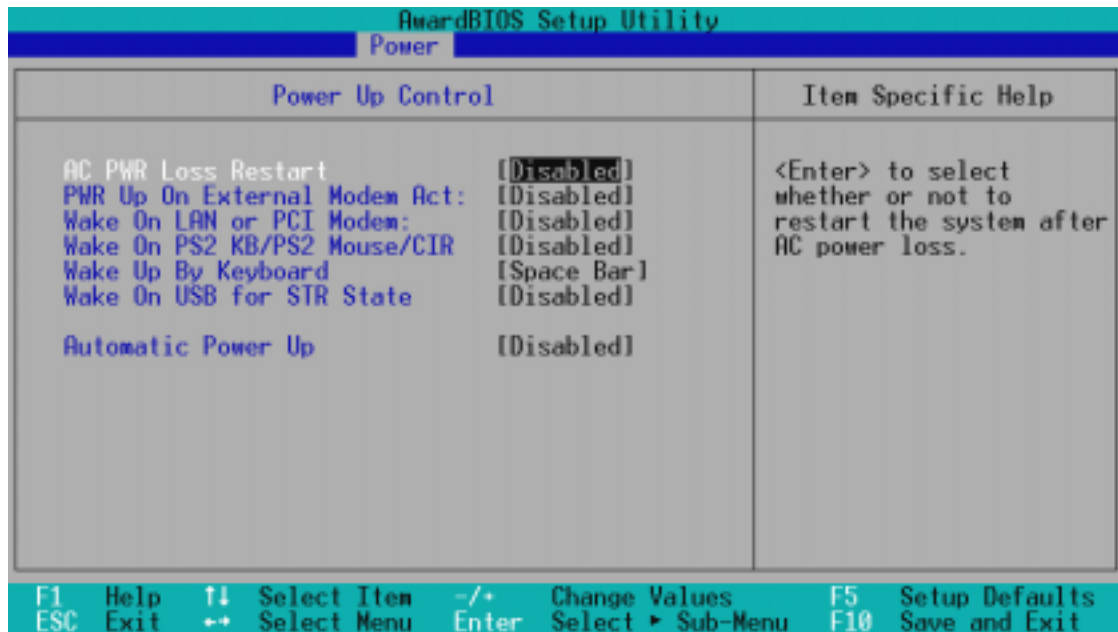 AwardBIOS Setup Utility
Power
Power Up Control
Item Specific Help
AC PWR Loss Restart [Disabled]
PWR Up On External Modem Act: [Disabled]
Wake On LAN or PCI Modem: [Disabled]
Wake On PS2 KB/PS2 Mouse/CIR [Disabled]
Wake Up By Keyboard [Space Bar]
Wake On USB for STR State [Disabled]
Automatic Power Up [Disabled]
<Enter> to select
whether or not to
restart the system after
AC power loss.
F1 Help ↑↓ Select Item -/+ Change Values F5 Setup Defaults
ESC Exit ←→ Select Menu Enter Select ► Sub-Menu F10 Save and Exit